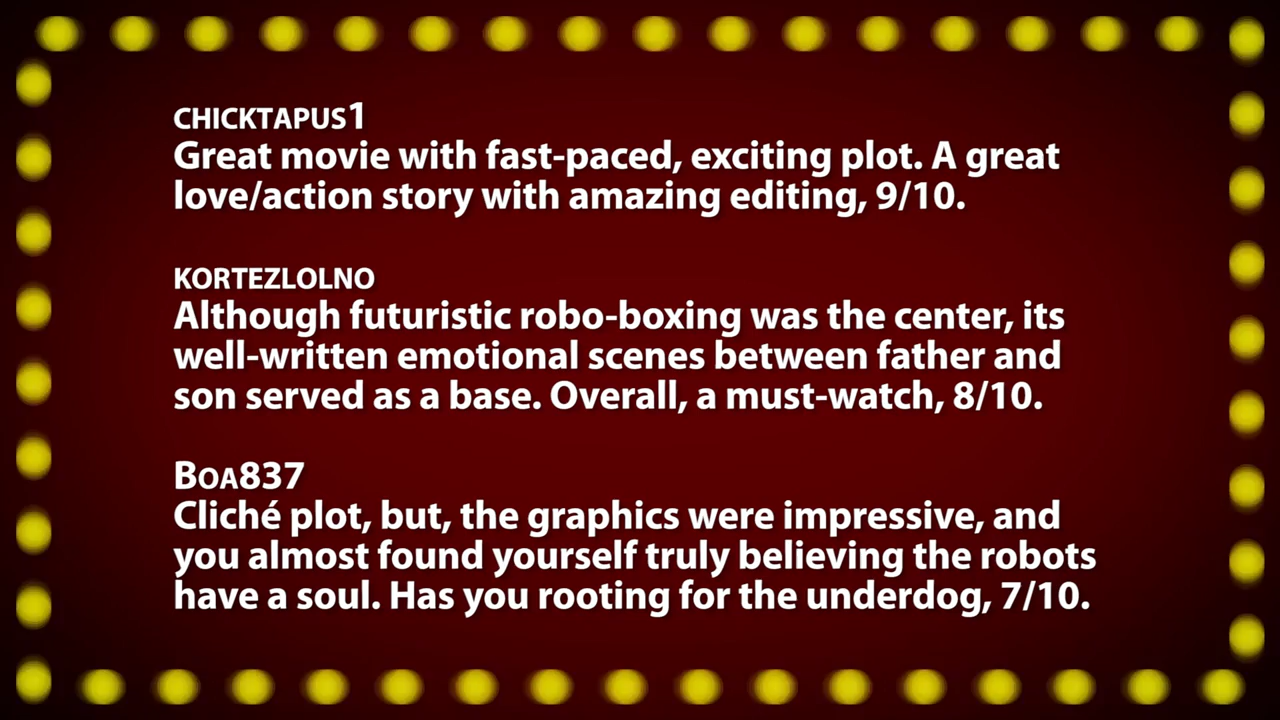 CHICKTAPUS1
Great movie with fast-paced, exciting plot. A great
love/action story with amazing editing, 9/10.
KORTEZLOLNO
Although futuristic robo-boxing was the center, its
well-written emotional scenes between father and
son served as a base. Overall, a must-watch, 8/10.
BOA837
Cliché plot, but, the graphics were impressive, and
you almost found yourself truly believing the robots
have a soul. Has you rooting for the underdog, 7/10.